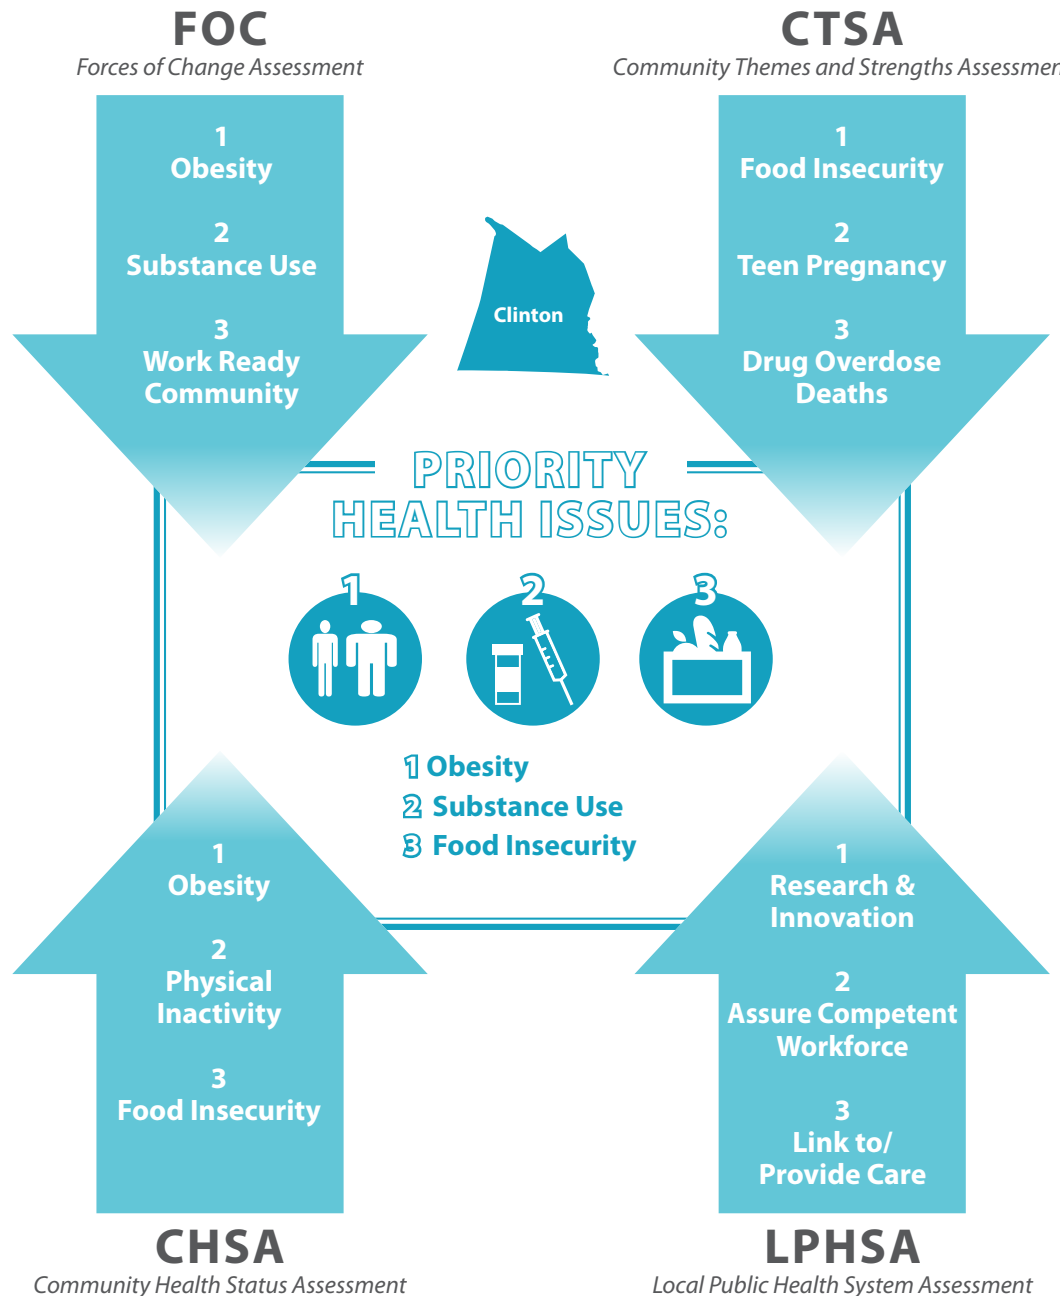 FOC
Forces of Change Assessment
1
Obesity
2
Substance Use
3
Work Ready
Community
CTSA
Community Themes and Strengths Assessmen
1
Food Insecurity
2
Teen Pregnancy
3
Drug Overdose
Deaths
Clinton
PRIORITY
HEALTH ISSUES:
1
2
3
1 Obesity
2 Substance Use
3 Food Insecurity
1
Obesity
2
Physical
Inactivity
3
Food Insecurity
CHSA
Community Health Status Assessment
1
Research &
Innovation
2
Assure Competent
Workforce
3
Link to/
Provide Care
LPHSA
Local Public Health System Assessment